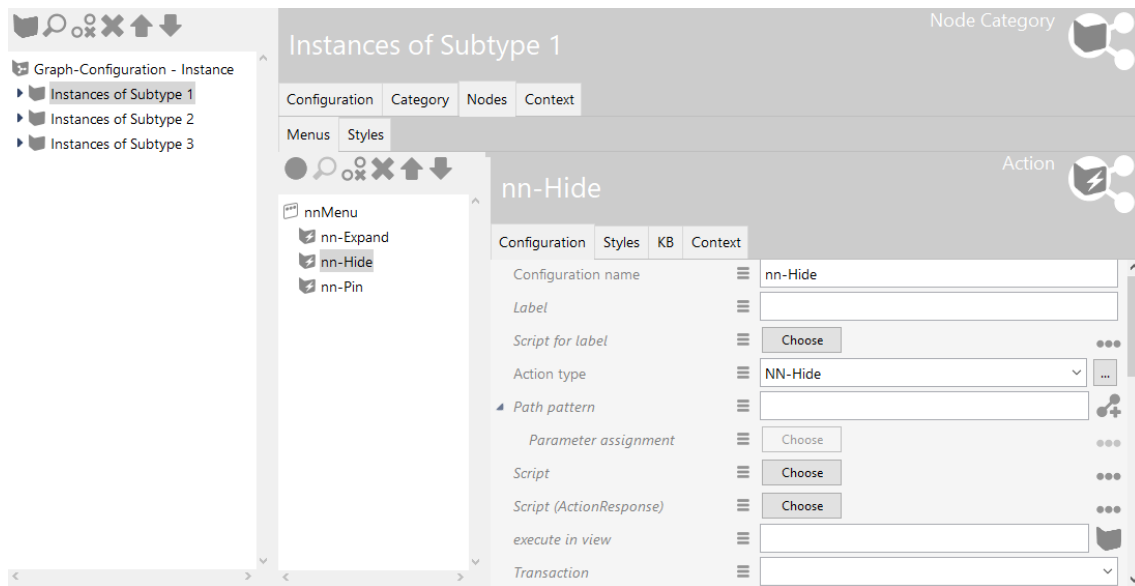 Node Category
Instances of Subtype 1
Graph-Configuration - Instance
Instances of Subtype 1
Instances of Subtype 2
Instances of Subtype 3
Configuration Category Nodes Context
Menus Styles
Action
nn-Hide
nnMenu
nn-Expand
nn-Hide
nn-Pin
Configuration Styles KB Context
Configuration name nn-Hide
Label
Script for label Choose
Action type NN-Hide ...
Path pattern
Parameter assignment Choose
Script Choose
Script (ActionResponse) Choose
execute in view
Transaction